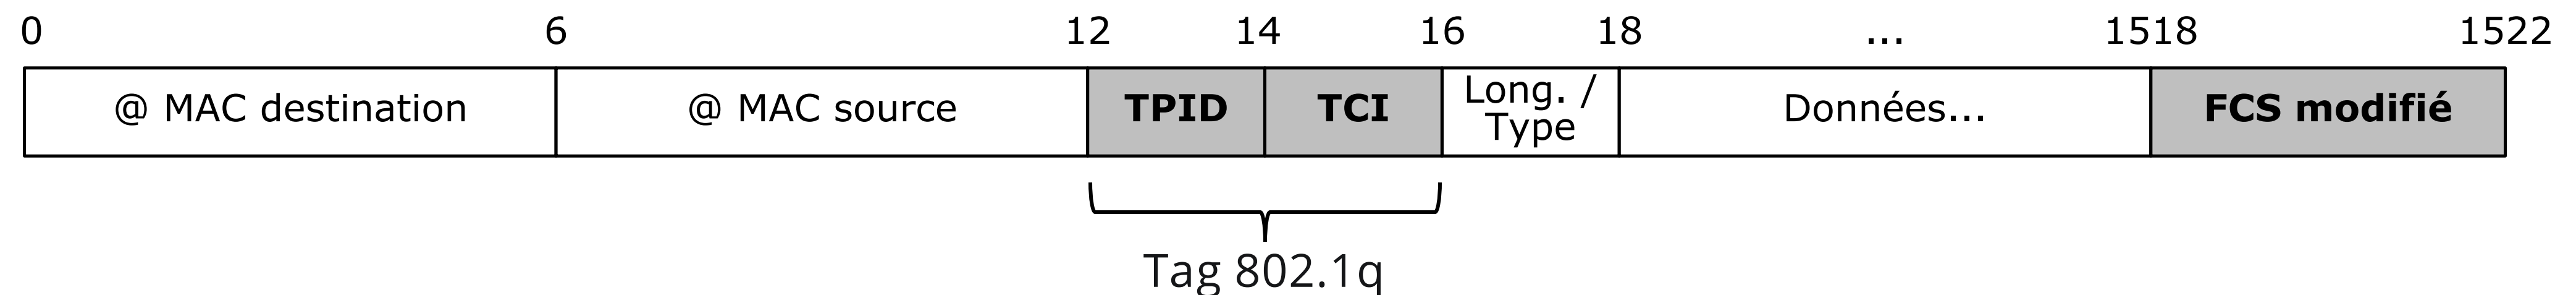 0 6 12 14 16 18 ... 1518 1522
@ MAC destination @ MAC source TPID TCI Long. / Type Données... FCS modifié
Tag 802.1q